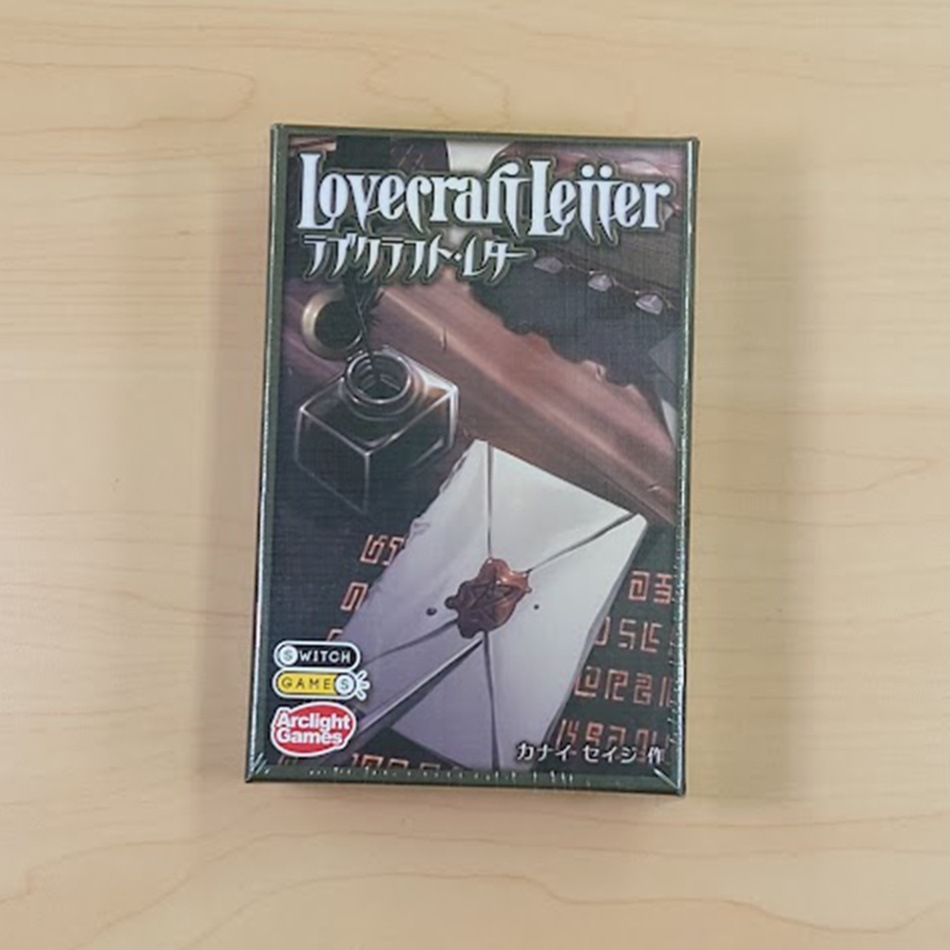 Lovecraft Letter
ラブクラフト・レター
SWITCH
GAMES
Arclight
Games
カナイ セイジ 作